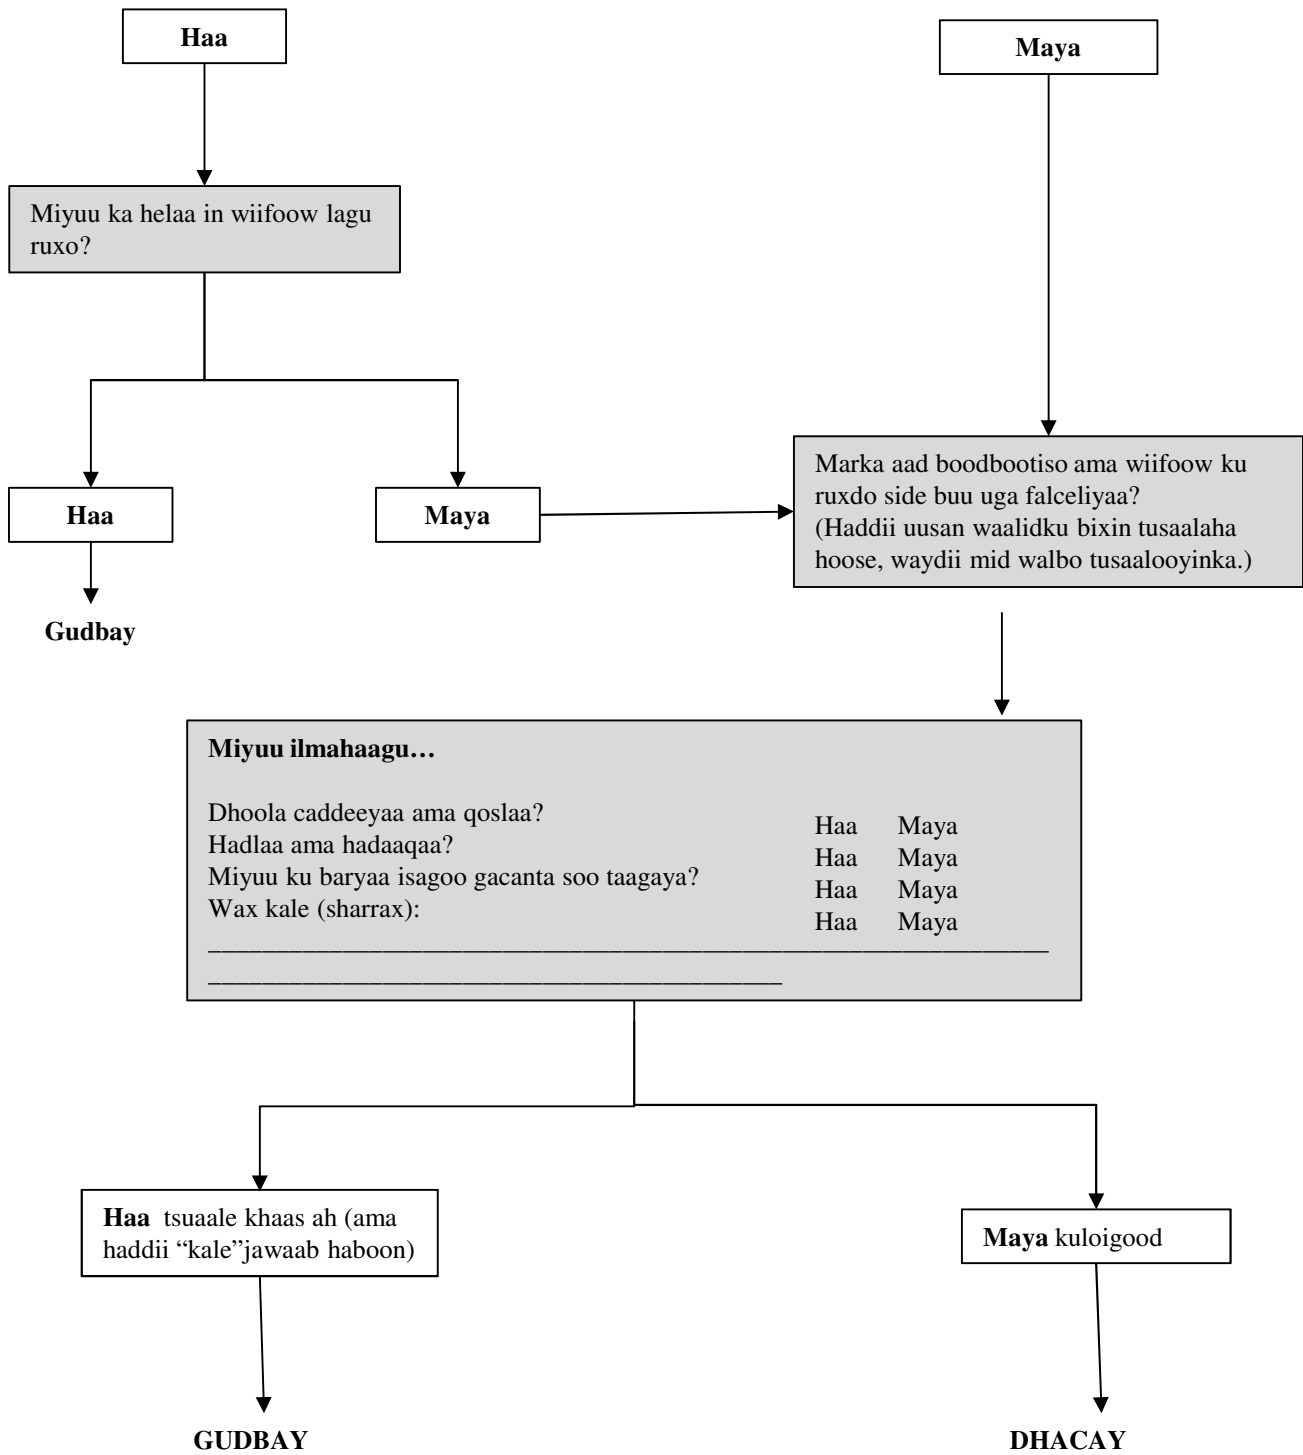 Haa
Maya
Miyuu ka helaa in wiifoow lagu
ruxo?
Haa
Maya
Marka aad boodbootiso ama wiifoow ku
ruxdo side buu uga falceliyaa?
(Haddii uusan waalidku bixin tusaalaha
hoose, waydii mid walbo tusaalooyinka.)
Gudbay
Miyuu ilmahaagu…
Dhoola caddeeyaa ama qoslaa? Haa Maya
Hadlaa ama hadaaqaa? Haa Maya
Miyuu ku baryaa isagoo gacanta soo taagaya? Haa Maya
Wax kale (sharrax): Haa Maya
_______________________________________________________________
___________________________________________
Haa tsuaale khaas ah (ama
haddii “kale”jawaab haboon)
Maya kuloigood
GUDBAY
DHACAY